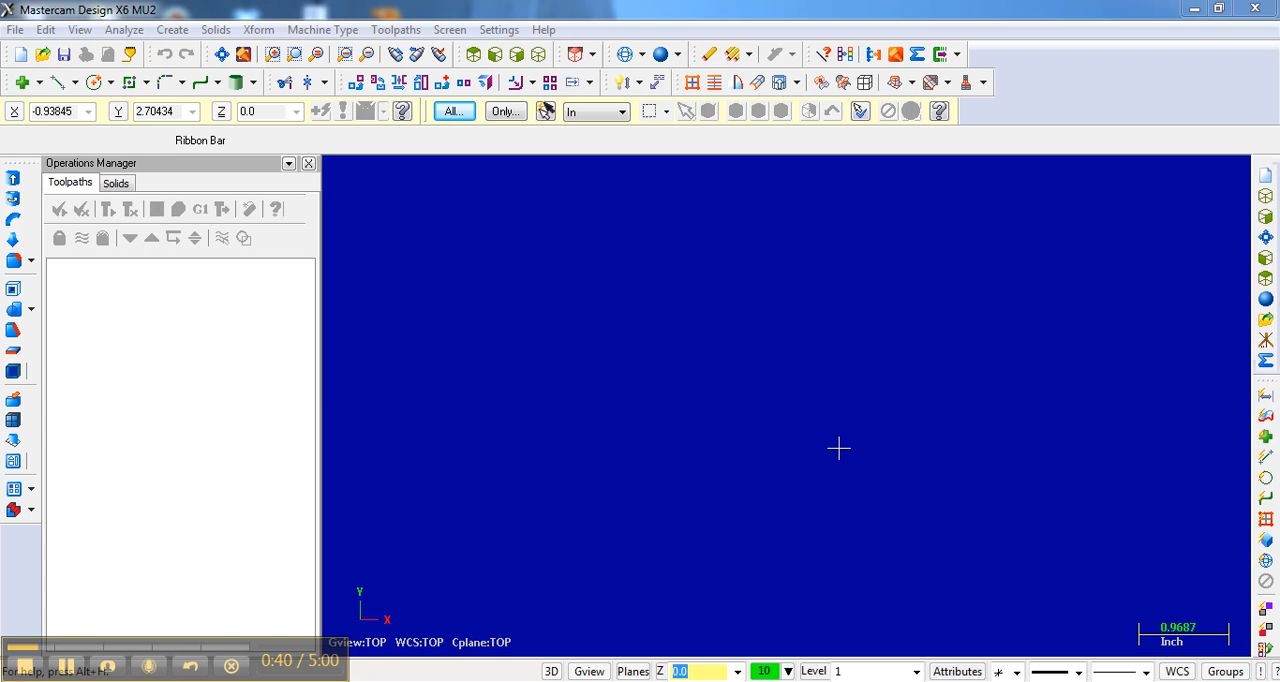 Mastercam Design X6 MU2
File Edit View Analyze Create Solids Xform Machine Type Toolpaths Screen Settings Help
X -0.93845 Y 2.70434 Z 0.0 All... Only... In
Ribbon Bar
Operations Manager
Toolpaths Solids
G1
Y
X
Gview:TOP WCS:TOP Cplane:TOP
0.9687
Inch
For help, press Alt+H.
0:40 / 5:00
3D Gview Planes Z 0.0 10 Level 1 Attributes WCS Groups ! ?